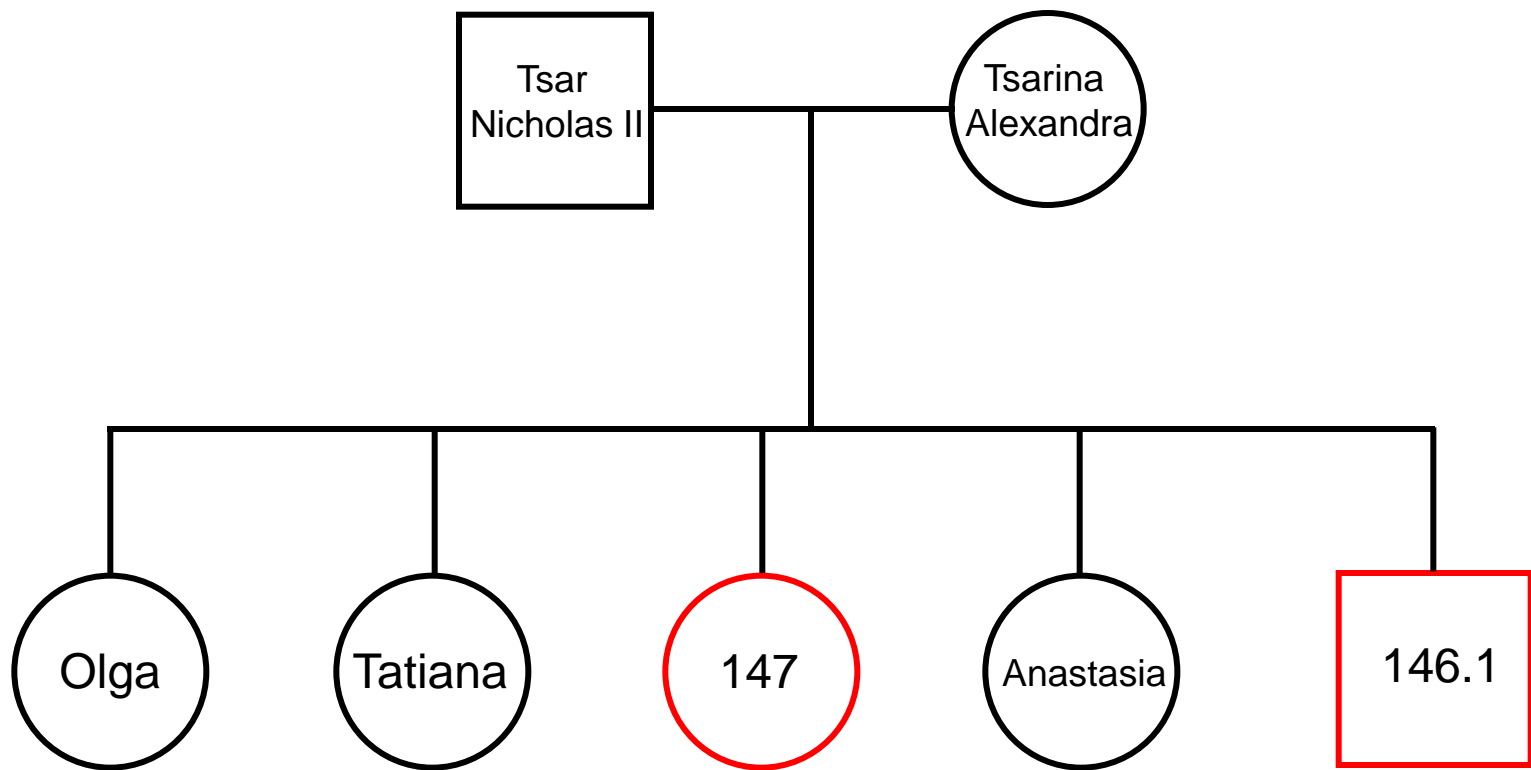 Tsar
Nicholas II
Tsarina
Alexandra
Olga
Tatiana
147
Anastasia
146.1